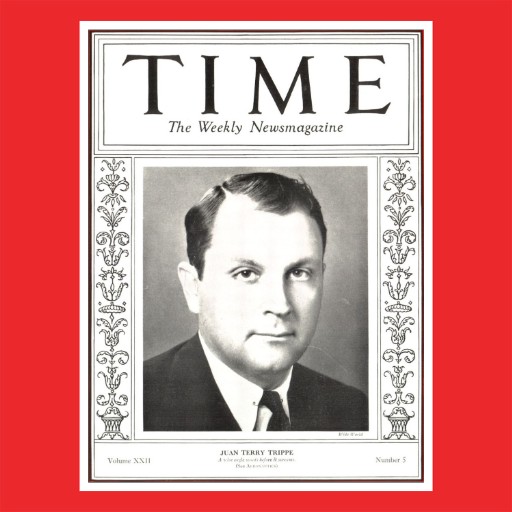 TIME
The Weekly Newsmagazine
JUAN TERRY TRIPPE
Volume XXII
Number 5